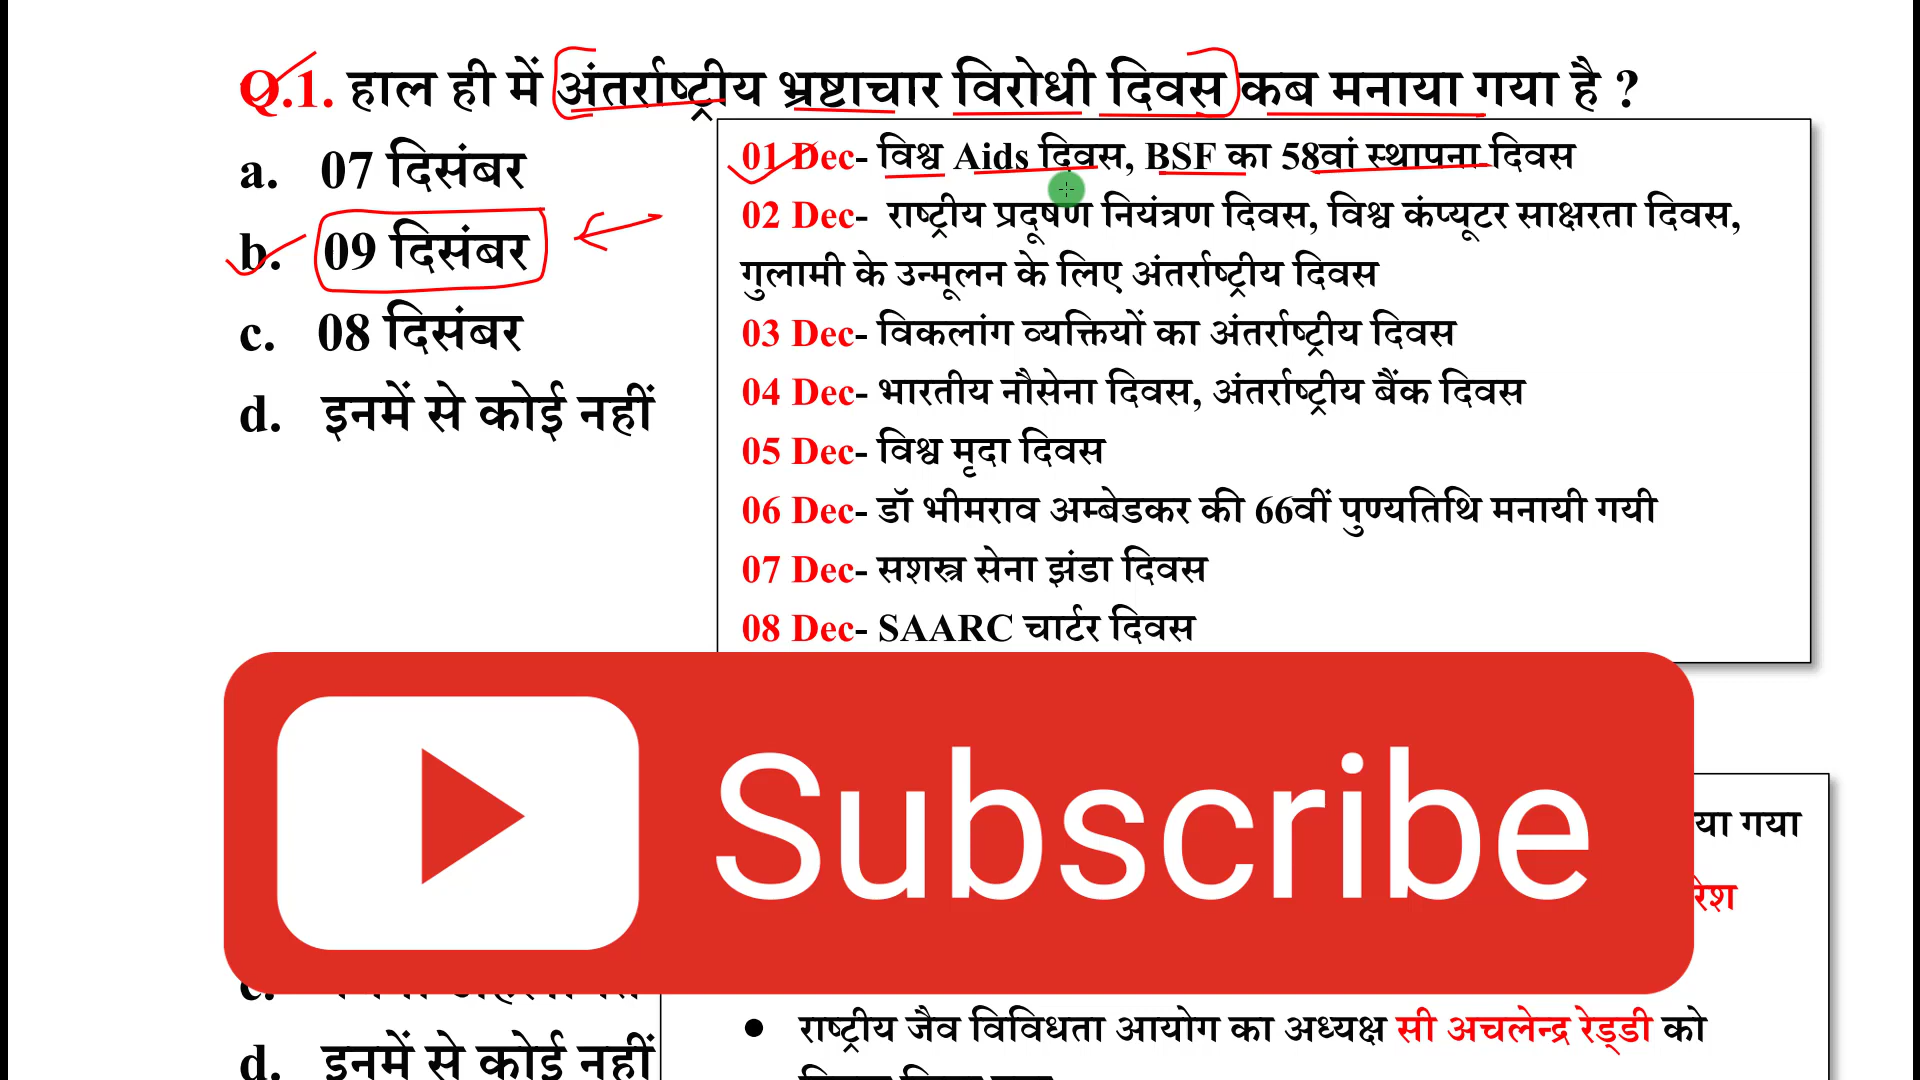 Q.1. हाल ही में अंतर्राष्ट्रीय भ्रष्टाचार विरोधी दिवस कब मनाया गया है ?
a. 07 दिसंबर
b. 09 दिसंबर
c. 08 दिसंबर
d. इनमें से कोई नहीं
01 Dec- विश्व Aids दिवस, BSF का 58वां स्थापना दिवस
02 Dec- राष्ट्रीय प्रदूषण नियंत्रण दिवस, विश्व कंप्यूटर साक्षरता दिवस,
गुलामी के उन्मूलन के लिए अंतर्राष्ट्रीय दिवस
03 Dec- विकलांग व्यक्तियों का अंतर्राष्ट्रीय दिवस
04 Dec- भारतीय नौसेना दिवस, अंतर्राष्ट्रीय बैंक दिवस
05 Dec- विश्व मृदा दिवस
06 Dec- डॉ भीमराव अम्बेडकर की 66वीं पुण्यतिथि मनायी गयी
07 Dec- सशस्त्र सेना झंडा दिवस
08 Dec- SAARC चार्टर दिवस
Subscribe
गया
d. इनमें से कोई नहीं
• राष्ट्रीय जैव विविधता आयोग का अध्यक्ष सी अचलेन्द्र रेड्डी को